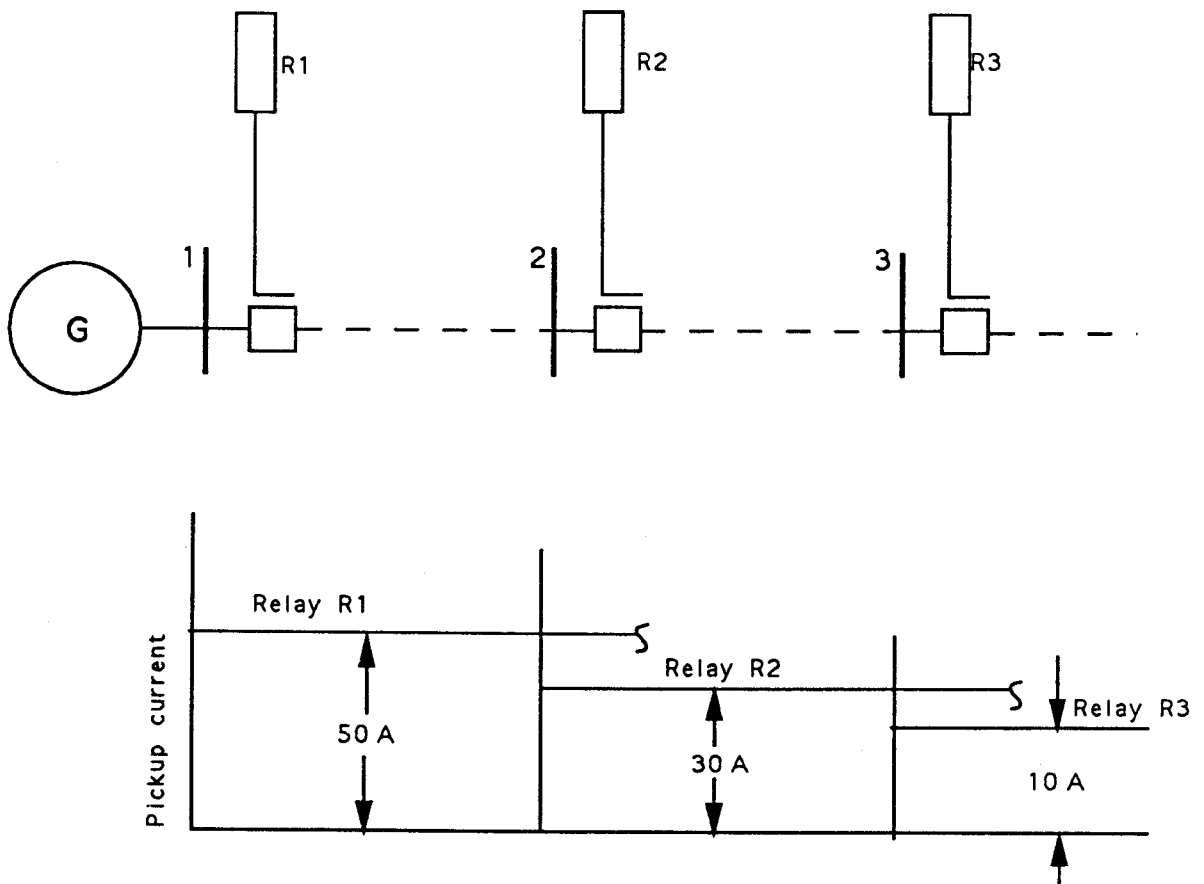 R1
R2
R3
1
2
3
G
Relay R1
Relay R2
Relay R3
Pickup current
50 A
30 A
10 A